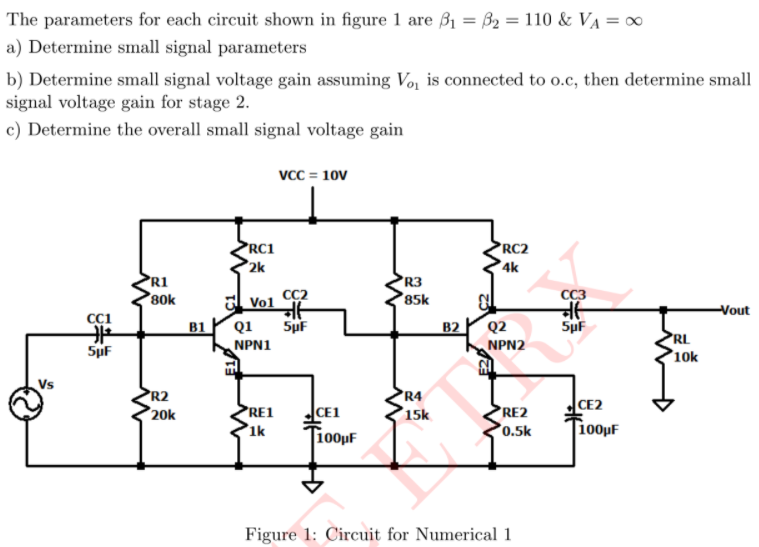 The parameters for each circuit shown in figure 1 are β₁ = β₂ = 110 & V_A = ∞
a) Determine small signal parameters
b) Determine small signal voltage gain assuming V_{o₁} is connected to o.c, then determine small
signal voltage gain for stage 2.
c) Determine the overall small signal voltage gain
VCC = 10V
RC1
2k
RC2
4k
R1
80k
R3
85k
CC1
5µF
B1
C1
Vo1
CC2
5µF
Q1
NPN1
E1
B2
C2
Q2
NPN2
E2
CC3
5µF
Vout
RL
10k
Vs
R2
20k
RE1
1k
CE1
100µF
R4
15k
RE2
0.5k
CE2
100µF
E ETRX
Figure 1: Circuit for Numerical 1